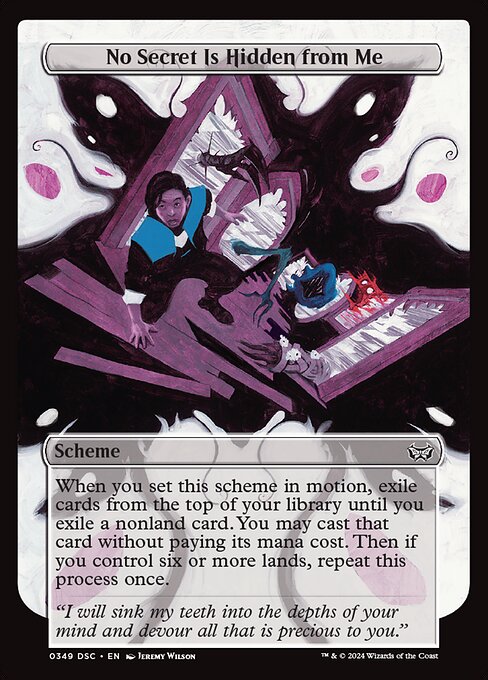 No Secret Is Hidden from Me
Scheme
When you set this scheme in motion, exile
cards from the top of your library until you
exile a nonland card. You may cast that
card without paying its mana cost. Then if
you control six or more lands, repeat this
process once.
“I will sink my teeth into the depths of your
mind and devour all that is precious to you.”
0349 DSC • EN Jeremy Wilson
™ & © 2024 Wizards of the Coast